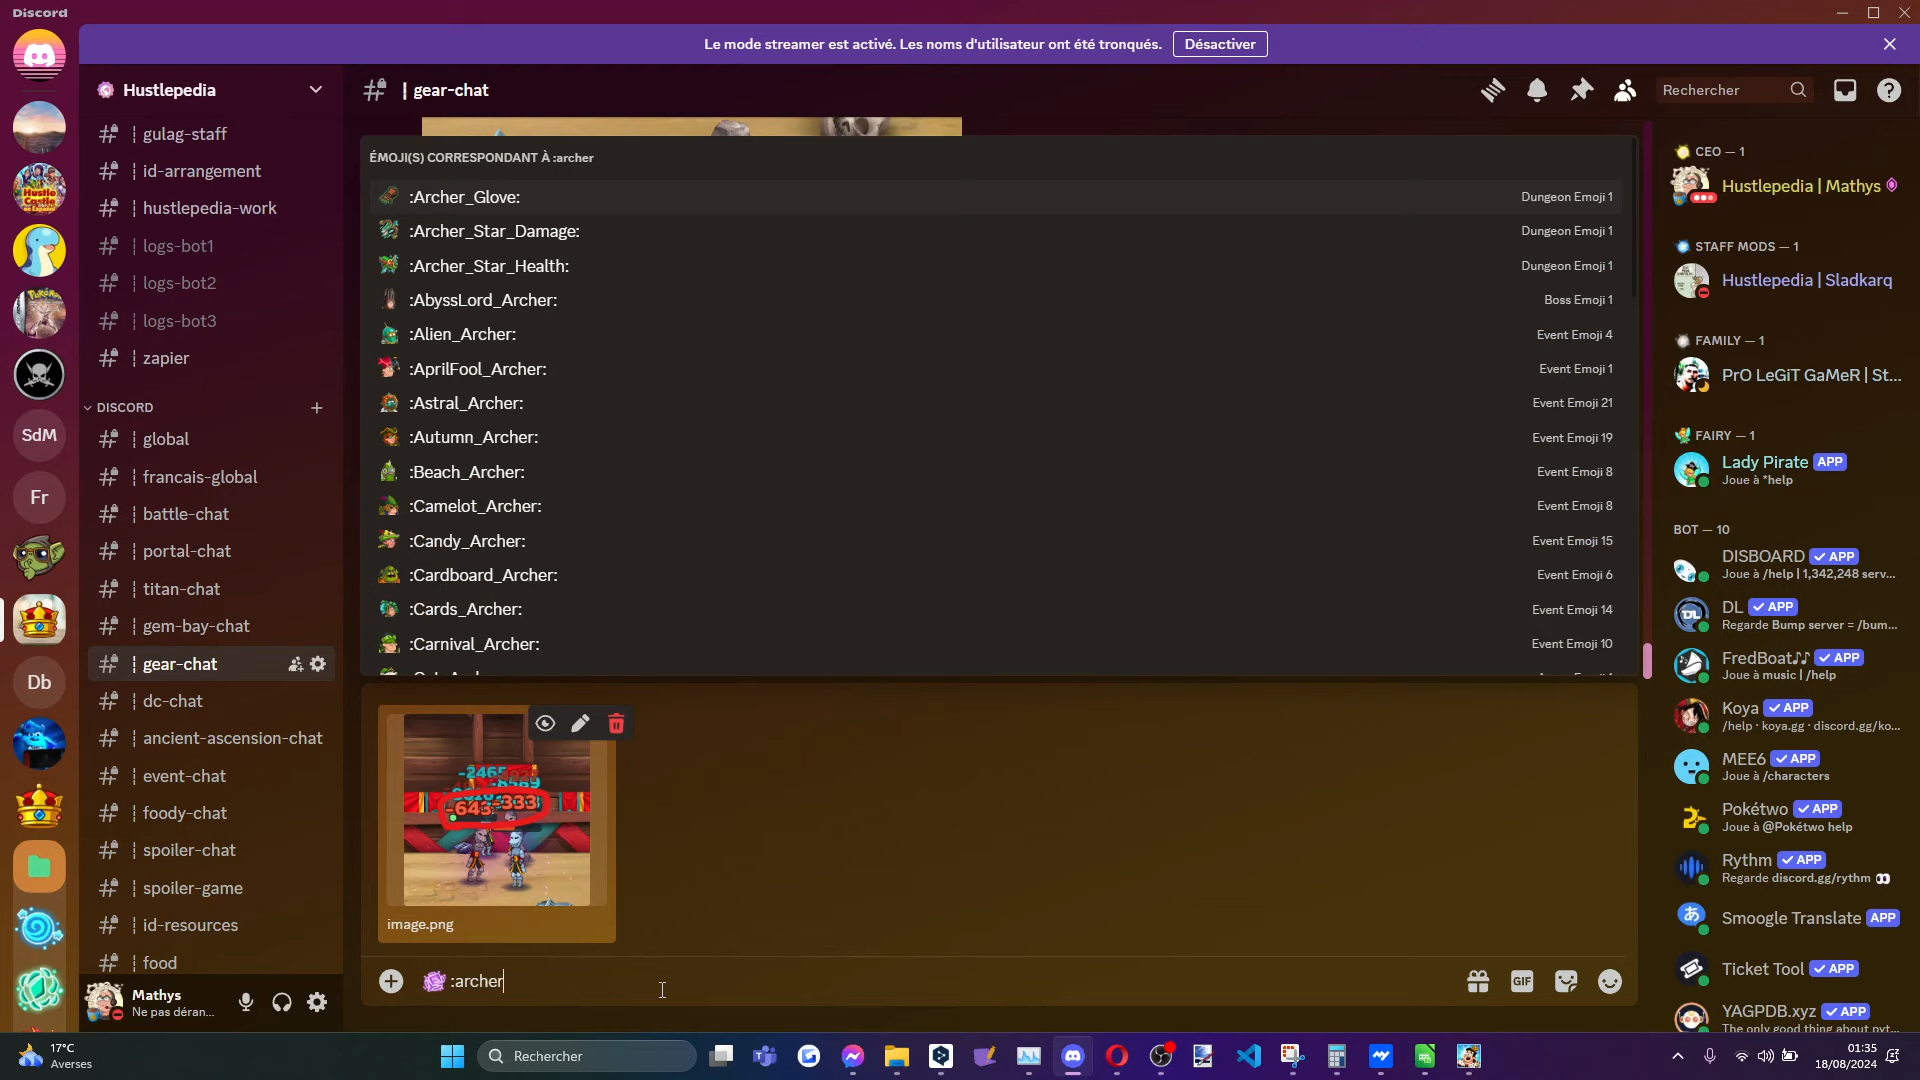 Discord
Le mode streamer est activé. Les noms d'utilisateur ont été tronqués.
Désactiver
Hustlepedia
¦ gulag-staff
¦ id-arrangement
¦ hustlepedia-work
¦ logs-bot1
¦ logs-bot2
¦ logs-bot3
¦ zapier
DISCORD
¦ global
¦ francais-global
¦ battle-chat
¦ portal-chat
¦ titan-chat
¦ gem-bay-chat
¦ gear-chat
¦ dc-chat
¦ ancient-ascension-chat
¦ event-chat
¦ foody-chat
¦ spoiler-chat
¦ spoiler-game
¦ id-resources
¦ food
SdM
Fr
Db
Mathys
Ne pas déran...
¦ gear-chat
Rechercher
ÉMOJI(S) CORRESPONDANT À :archer
:Archer_Glove: Dungeon Emoji 1
:Archer_Star_Damage: Dungeon Emoji 1
:Archer_Star_Health: Dungeon Emoji 1
:AbyssLord_Archer: Boss Emoji 1
:Alien_Archer: Event Emoji 4
:AprilFool_Archer: Event Emoji 1
:Astral_Archer: Event Emoji 21
:Autumn_Archer: Event Emoji 19
:Beach_Archer: Event Emoji 8
:Camelot_Archer: Event Emoji 8
:Candy_Archer: Event Emoji 15
:Cardboard_Archer: Event Emoji 6
:Cards_Archer: Event Emoji 14
:Carnival_Archer: Event Emoji 10
-2465
-643-333
image.png
:archer
GIF
CEO — 1
Hustlepedia | Mathys
STAFF MODS — 1
Hustlepedia | Sladkarq
FAMILY — 1
PrO LeGiT GaMeR | St...
FAIRY — 1
Lady Pirate APP
Joue à *help
BOT — 10
DISBOARD ✓ APP
Joue à /help | 1,342,248 serv...
DL ✓ APP
Regarde Bump server = /bum...
FredBoat♪♪ ✓ APP
Joue à music | /help
Koya ✓ APP
/help · koya.gg · discord.gg/ko...
MEE6 ✓ APP
Joue à /characters
Pokétwo ✓ APP
Joue à @Pokétwo help
Rythm ✓ APP
Regarde discord.gg/rythm 👀
Smoogle Translate APP
Ticket Tool ✓ APP
YAGPDB.xyz ✓ APP
17°C
Averses
Rechercher
01:35
18/08/2024